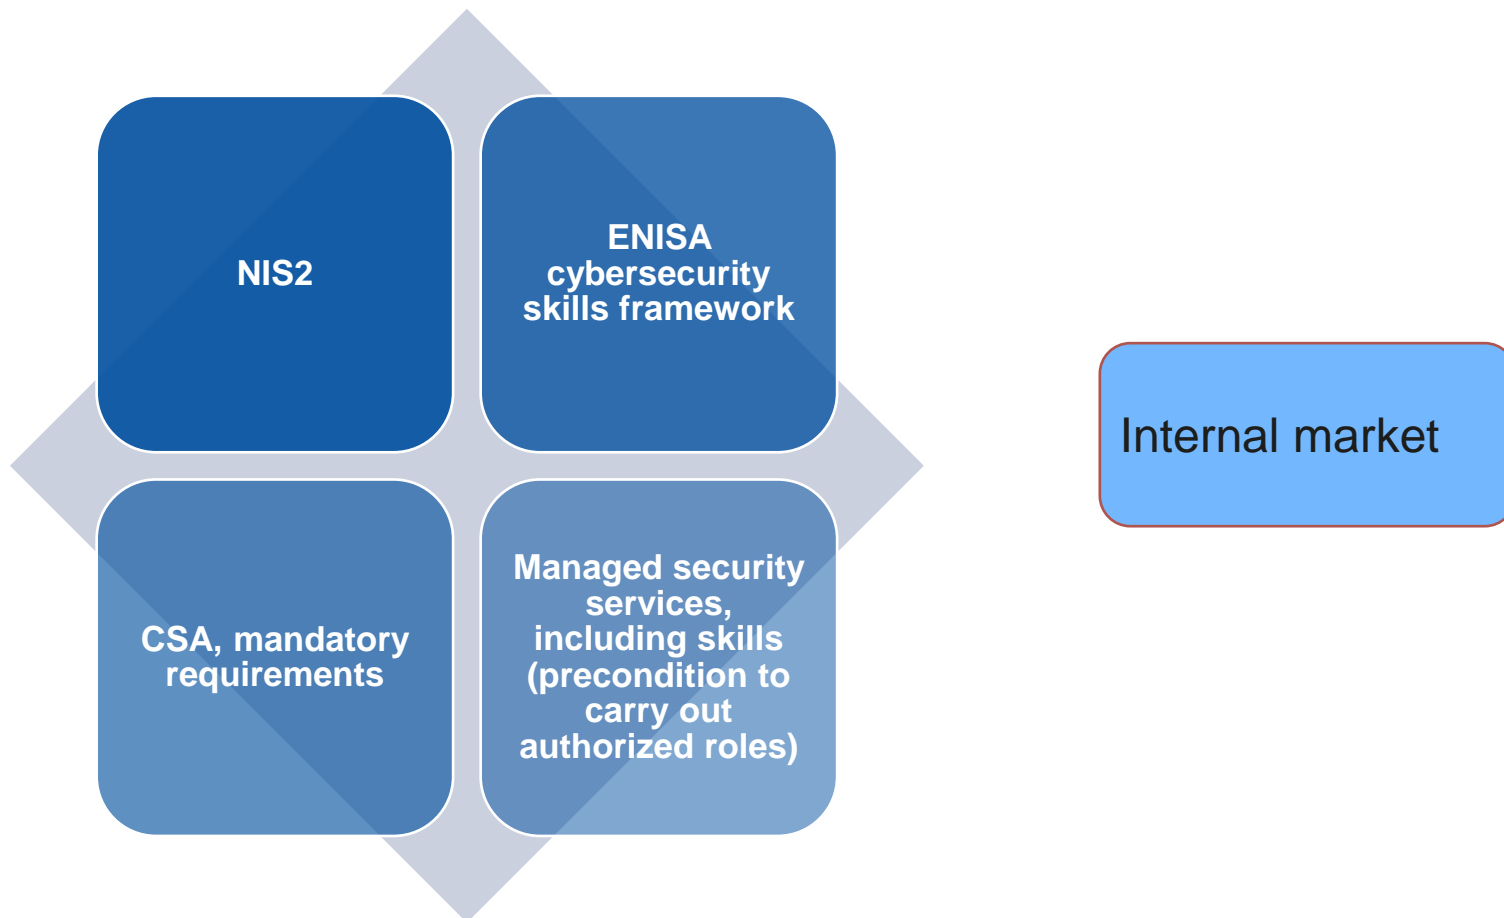 NIS2
ENISA
cybersecurity
skills framework
CSA, mandatory
requirements
Managed security
services,
including skills
(precondition to
carry out
authorized roles)
Internal market